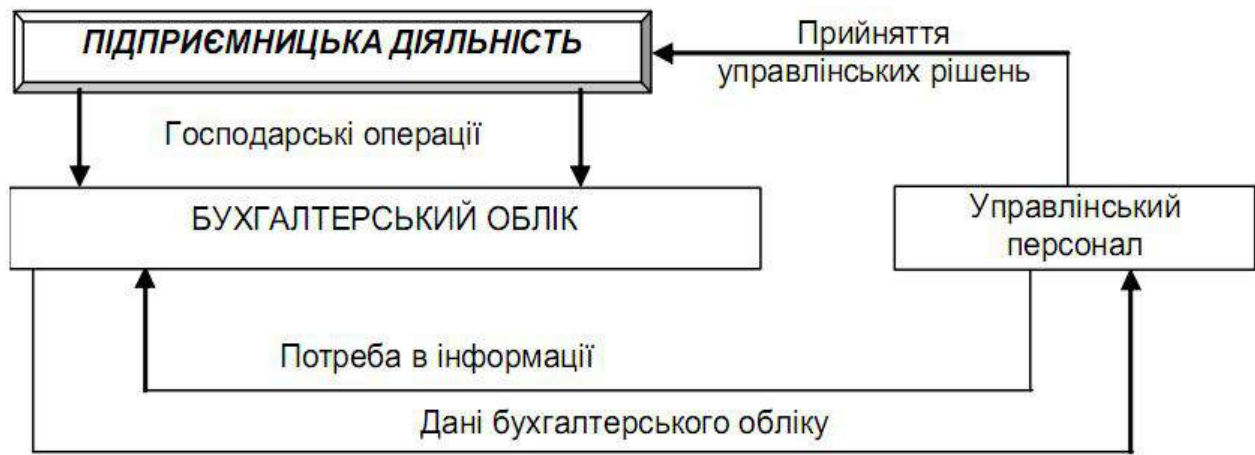 ПІДПРИЄМНИЦЬКА ДІЯЛЬНІСТЬ
Прийняття
управлінських рішень
Господарські операції
БУХГАЛТЕРСЬКИЙ ОБЛІК
Управлінський
персонал
Потреба в інформації
Дані бухгалтерського обліку